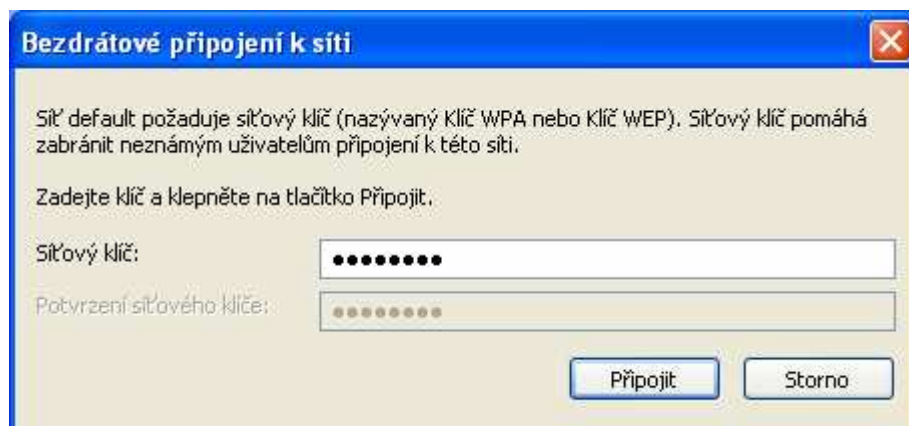 Bezdrátové připojení k síti
Síť default požaduje síťový klíč (nazývaný Klíč WPA nebo Klíč WEP). Síťový klíč pomáhá
zabránit neznámým uživatelům připojení k této síti.
Zadejte klíč a klepněte na tlačítko Připojit.
Síťový klíč:
●●●●●●●●
Potvrzení síťového klíče:
●●●●●●●●
Připojit
Storno